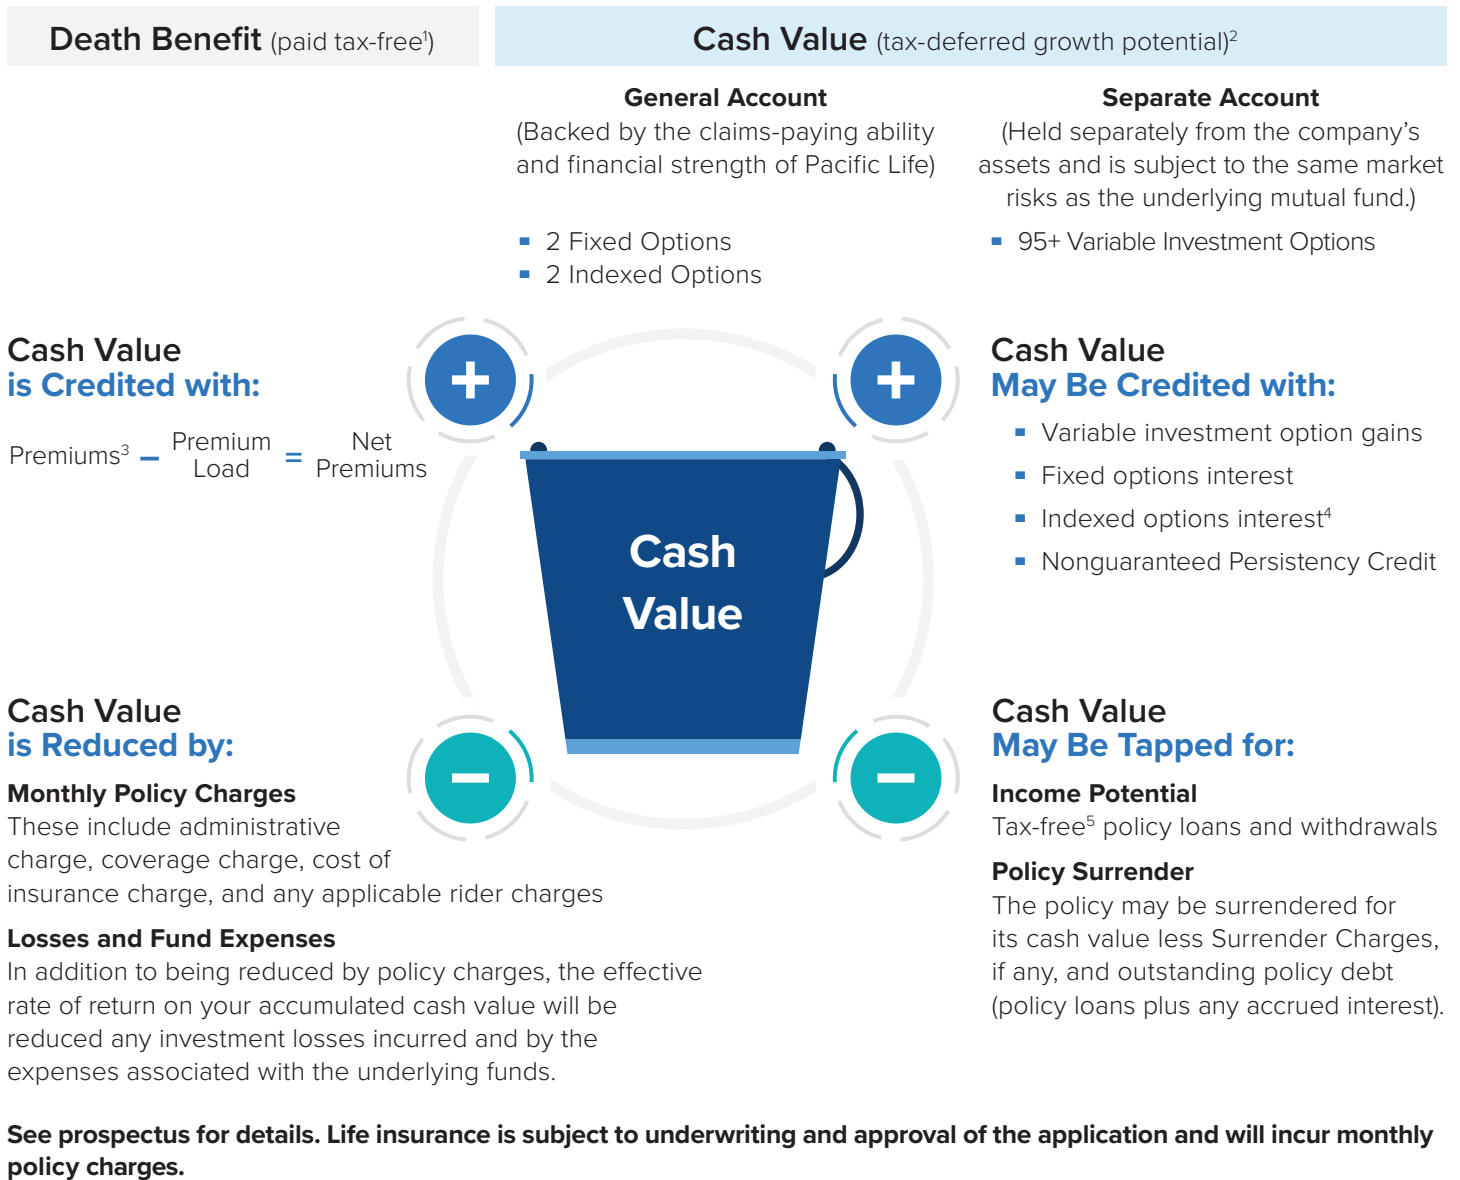 Death Benefit (paid tax-free¹)
Cash Value (tax-deferred growth potential)²
General Account
(Backed by the claims-paying ability
and financial strength of Pacific Life)
2 Fixed Options
2 Indexed Options
Separate Account
(Held separately from the company's
assets and is subject to the same market
risks as the underlying mutual fund.)
95+ Variable Investment Options
Cash Value
is Credited with:
Premiums³ – Premium Load = Net Premiums
Cash Value
May Be Credited with:
Variable investment option gains
Fixed options interest
Indexed options interest⁴
Nonguaranteed Persistency Credit
Cash
Value
Cash Value
is Reduced by:
Monthly Policy Charges
These include administrative
charge, coverage charge, cost of
insurance charge, and any applicable rider charges
Losses and Fund Expenses
In addition to being reduced by policy charges, the effective
rate of return on your accumulated cash value will be
reduced any investment losses incurred and by the
expenses associated with the underlying funds.
Cash Value
May Be Tapped for:
Income Potential
Tax-free⁵ policy loans and withdrawals
Policy Surrender
The policy may be surrendered for
its cash value less Surrender Charges,
if any, and outstanding policy debt
(policy loans plus any accrued interest).
See prospectus for details. Life insurance is subject to underwriting and approval of the application and will incur monthly
policy charges.